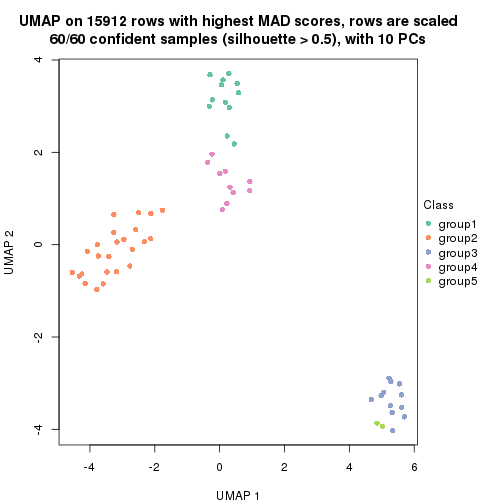 UMAP on 15912 rows with highest MAD scores, rows are scaled
60/60 confident samples (silhouette > 0.5), with 10 PCs
4
2
0
-2
-4
UMAP 2
-4
-2
0
2
4
6
UMAP 1
Class
group1
group2
group3
group4
group5